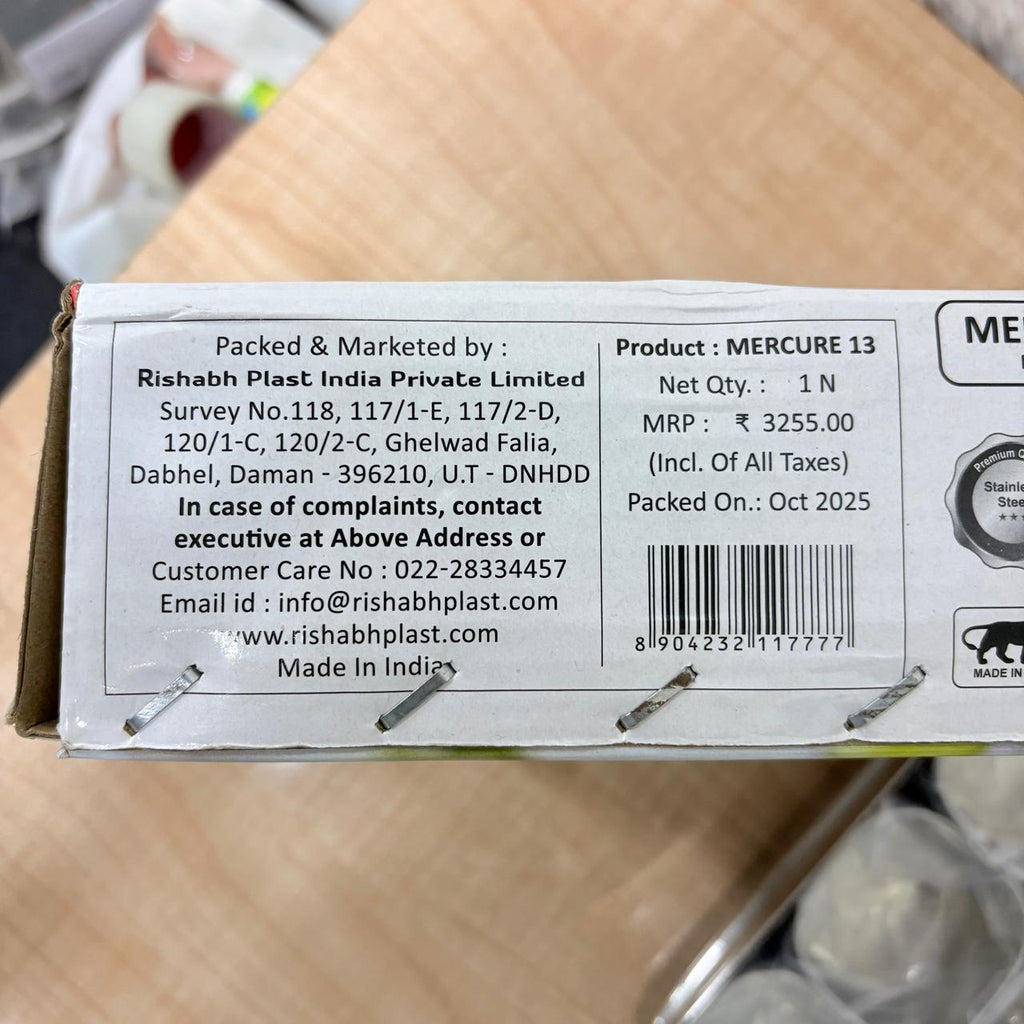 Packed & Marketed by :
Rishabh Plast India Private Limited
Survey No.118, 117/1-E, 117/2-D,
120/1-C, 120/2-C, Ghelwad Falia,
Dabhel, Daman - 396210, U.T - DNHDD
In case of complaints, contact
executive at Above Address or
Customer Care No : 022-28334457
Email id : info@rishabhplast.com
www.rishabhplast.com
Made In India
Product : MERCURE 13
Net Qty. : 1 N
MRP : ₹ 3255.00
(Incl. Of All Taxes)
Packed On.: Oct 2025
8 904232 117777
Premium
MADE IN